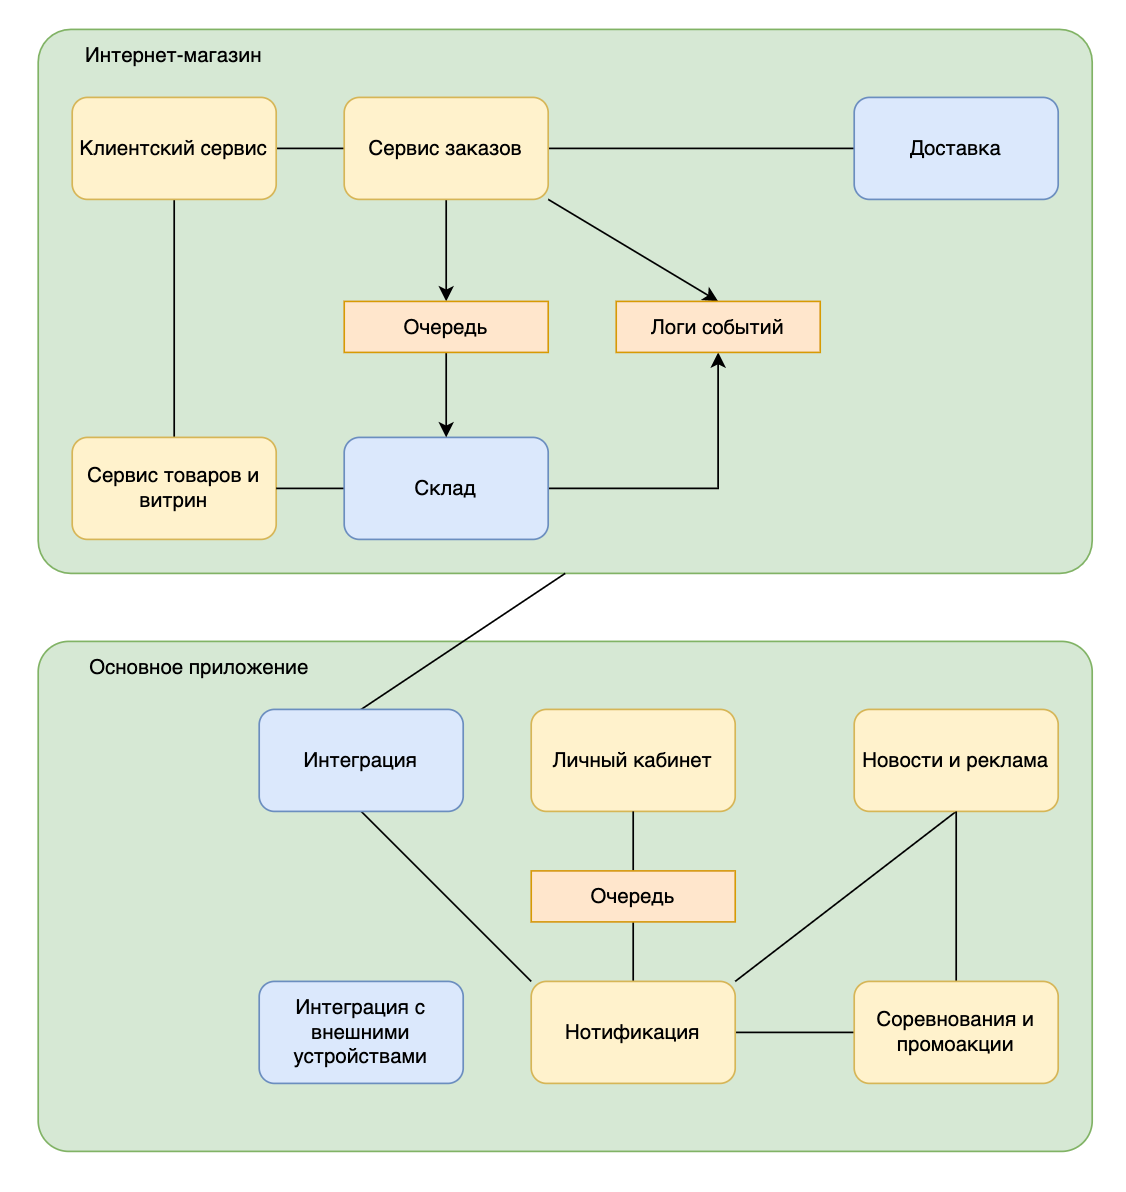 Интернет-магазин
Клиентский сервис
Сервис заказов
Доставка
Очередь
Логи событий
Сервис товаров и
витрин
Склад
Основное приложение
Интеграция
Личный кабинет
Новости и реклама
Очередь
Интеграция с
внешними
устройствами
Нотификация
Соревнования и
промоакции